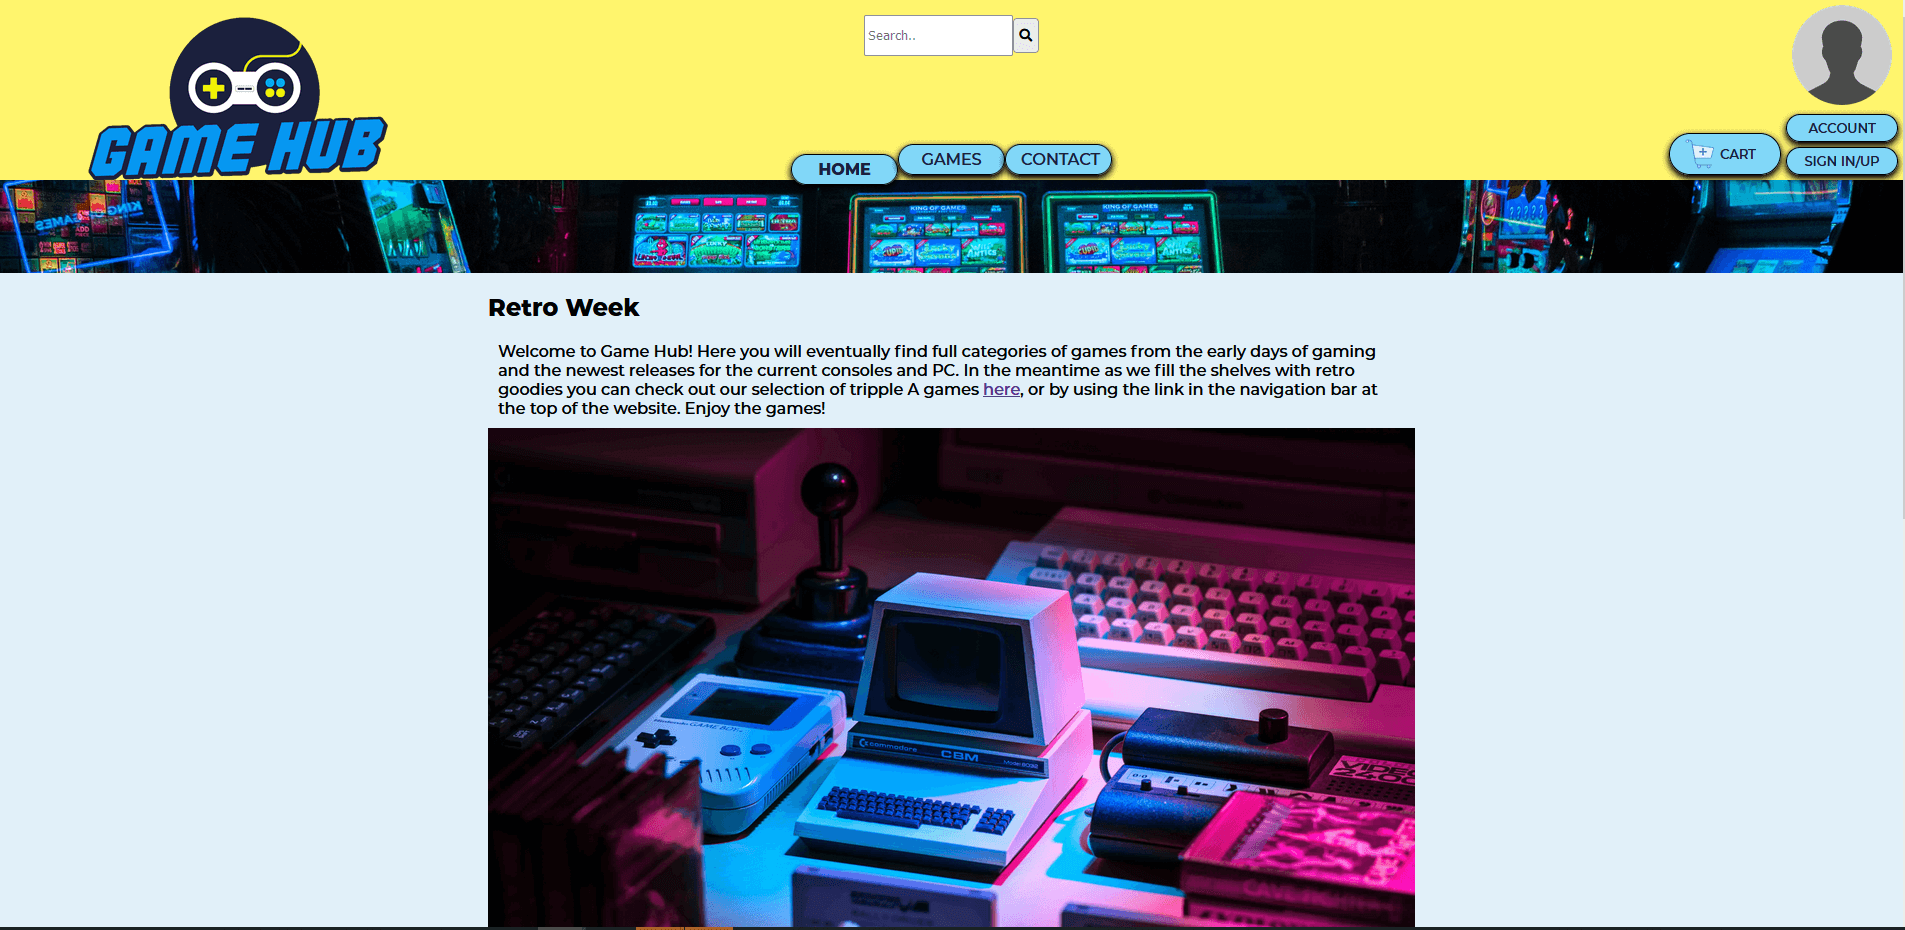 Search..
GAME HUB
HOME
GAMES
CONTACT
CART
ACCOUNT
SIGN IN/UP
KING OF GAMES
KING OF GAMES
Retro Week
Welcome to Game Hub! Here you will eventually find full categories of games from the early days of gaming
and the newest releases for the current consoles and PC. In the meantime as we fill the shelves with retro
goodies you can check out our selection of tripple A games here, or by using the link in the navigation bar at
the top of the website. Enjoy the games!
Nintendo GAME BOY
commodore
CBM
VIDEO
2400